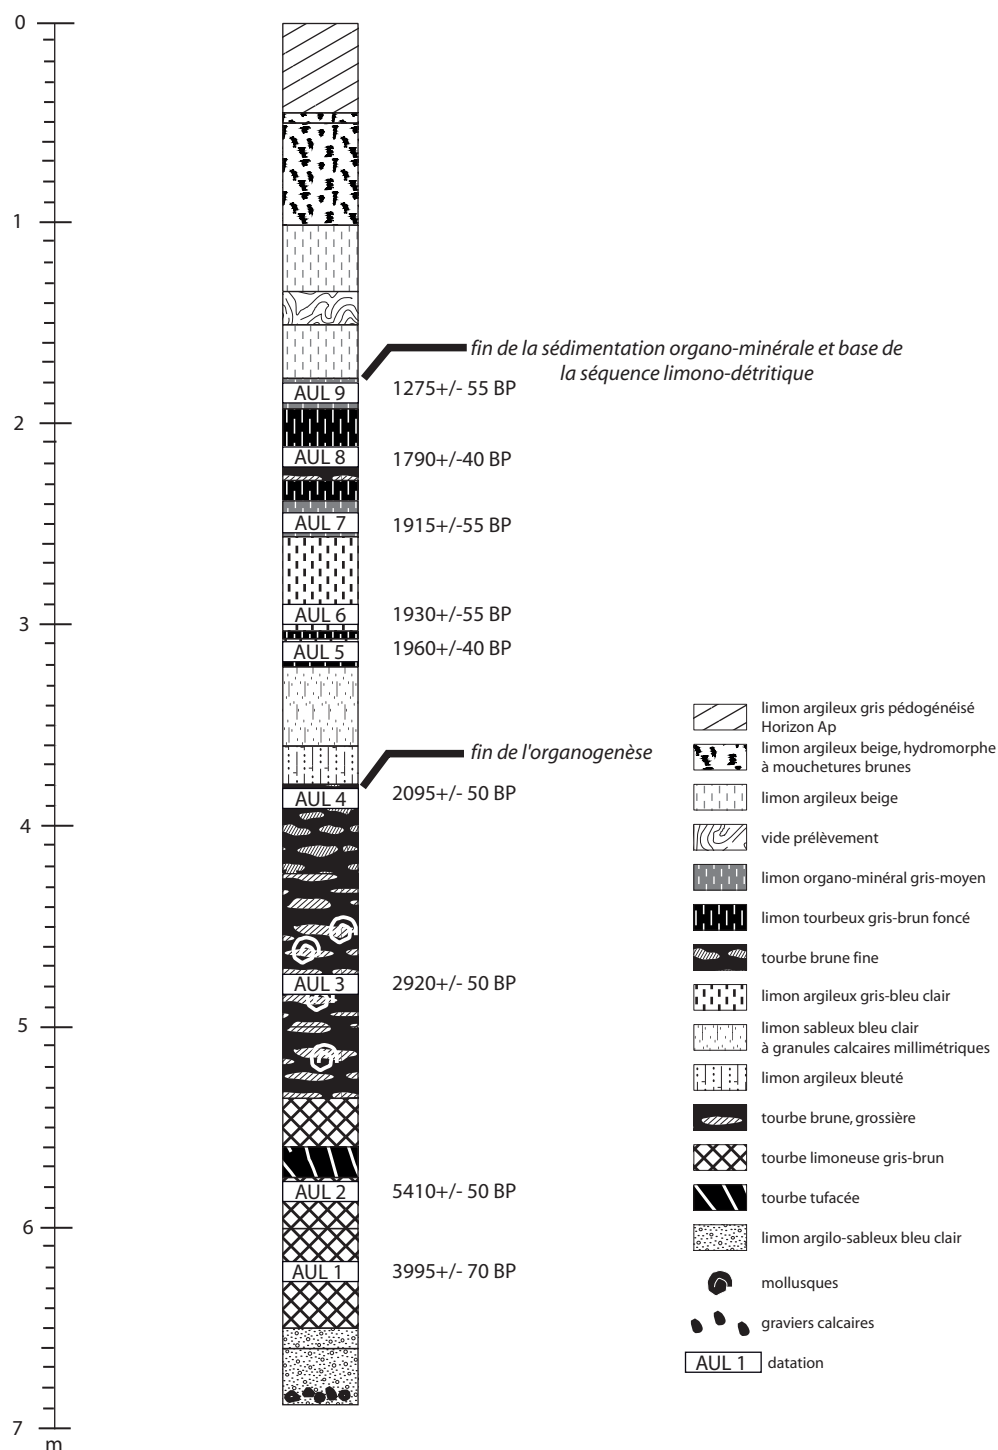 0
1
fin de la sédimentation organo-minérale et base de
la séquence limono-détritique
AUL 9
1275+/- 55 BP
2
AUL 8
1790+/-40 BP
AUL 7
1915+/-55 BP
AUL 6
1930+/-55 BP
3
AUL 5
1960+/-40 BP
fin de l'organogenèse
AUL 4
2095+/- 50 BP
4
AUL 3
2920+/- 50 BP
5
AUL 2
5410+/- 50 BP
6
AUL 1
3995+/- 70 BP
7
m
limon argileux gris pédogénéisé
Horizon Ap
limon argileux beige, hydromorphe
à mouchetures brunes
limon argileux beige
vide prélèvement
limon organo-minéral gris-moyen
limon tourbeux gris-brun foncé
tourbe brune fine
limon argileux gris-bleu clair
limon sableux bleu clair
à granules calcaires millimétriques
limon argileux bleuté
tourbe brune, grossière
tourbe limoneuse gris-brun
tourbe tufacée
limon argilo-sableux bleu clair
mollusques
graviers calcaires
AUL 1 datation